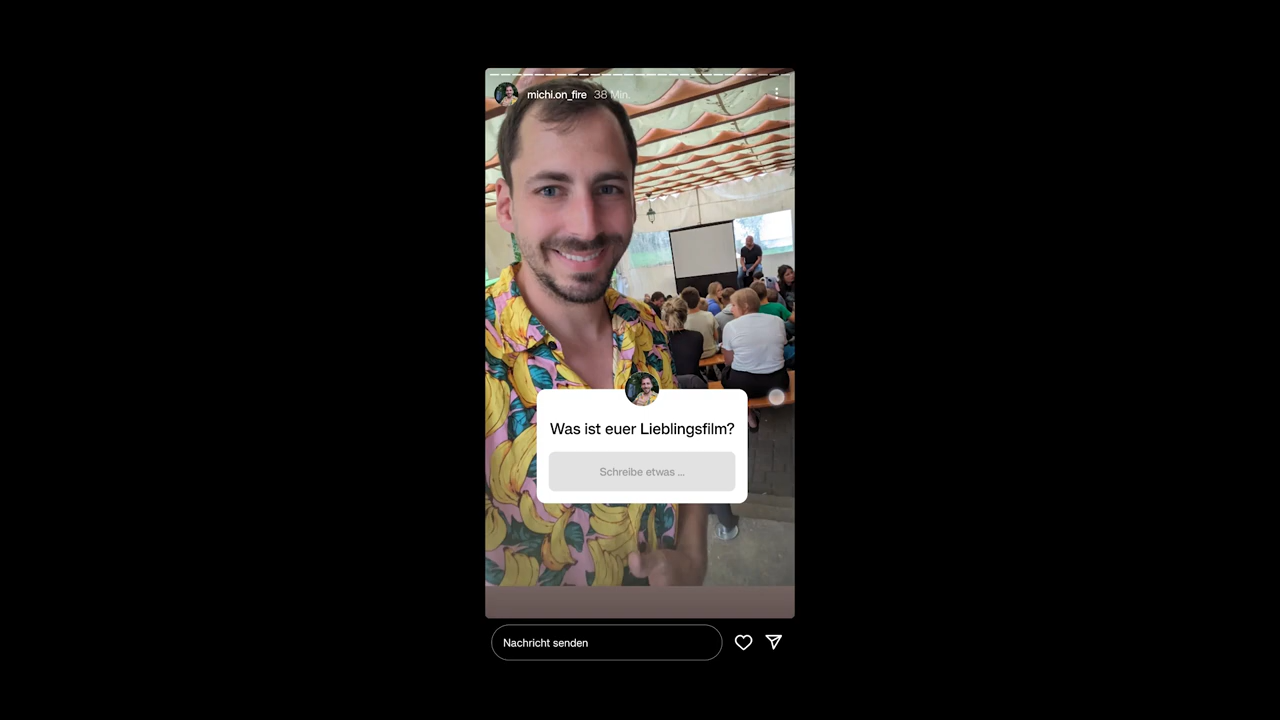 michi.on_fire 38 Min.
Was ist euer Lieblingsfilm?
Schreibe etwas ...
Nachricht senden